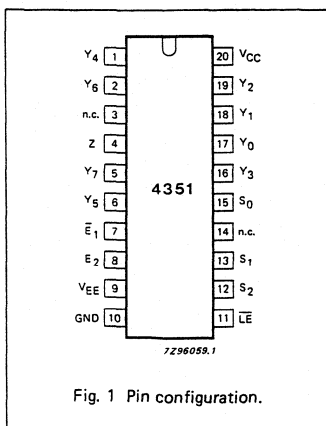 Y4 1 20 VCC
Y6 2 19 Y2
n.c. 3 18 Y1
Z 4 17 Y0
Y7 5 16 Y3
4351
Y5 6 15 S0
E̅1 7 14 n.c.
E2 8 13 S1
VEE 9 12 S2
GND 10 11 L̅E̅
7Z96059.1
Fig. 1 Pin configuration.